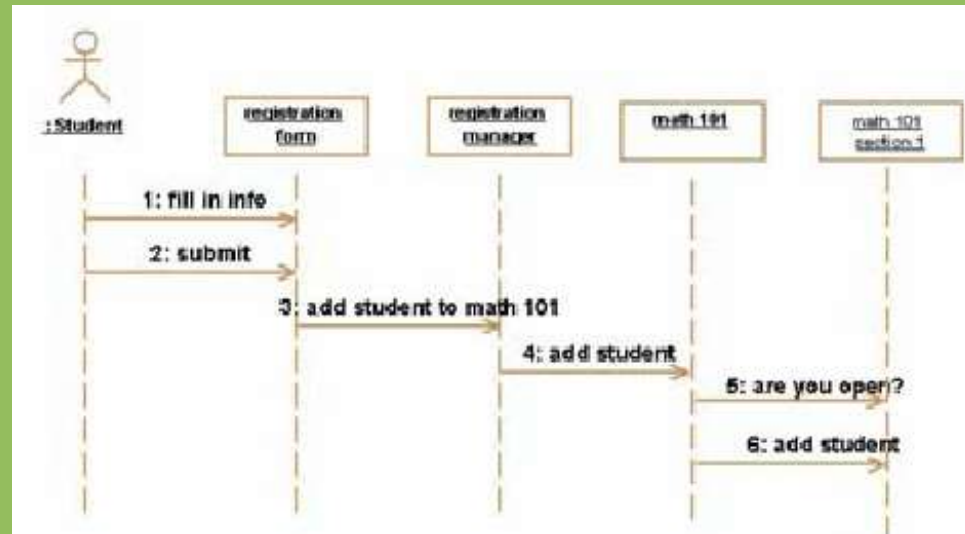 : Student
registration
form
registration
manager
math 101
math 101
section 1
1: fill in info
2: submit
3: add student to math 101
4: add student
5: are you open?
6: add student